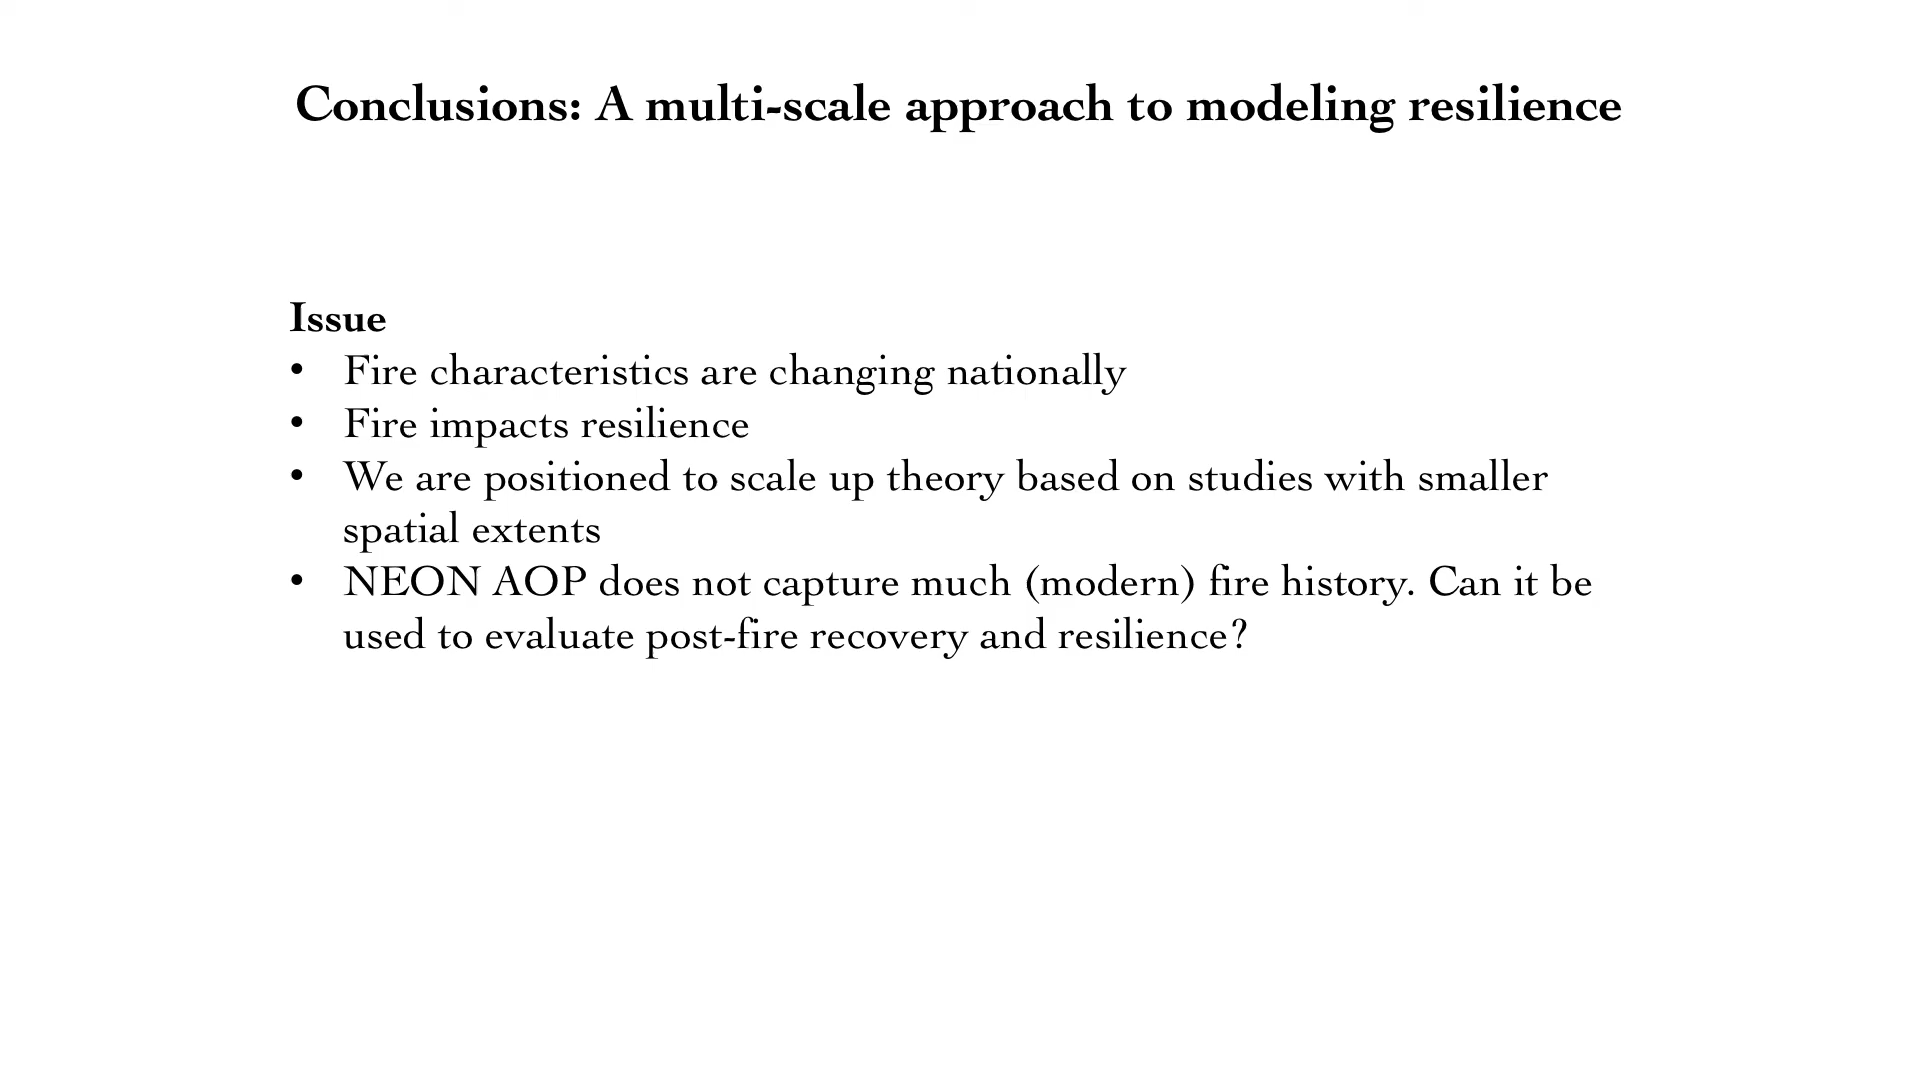 Conclusions: A multi-scale approach to modeling resilience
Issue
• Fire characteristics are changing nationally
• Fire impacts resilience
• We are positioned to scale up theory based on studies with smaller
spatial extents
• NEON AOP does not capture much (modern) fire history. Can it be
used to evaluate post-fire recovery and resilience?